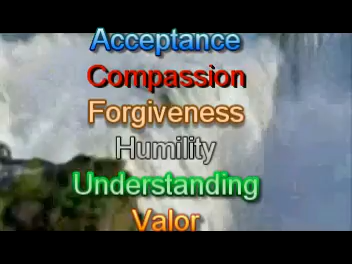 Acceptance
Compassion
Forgiveness
Humility
Understanding
Valor